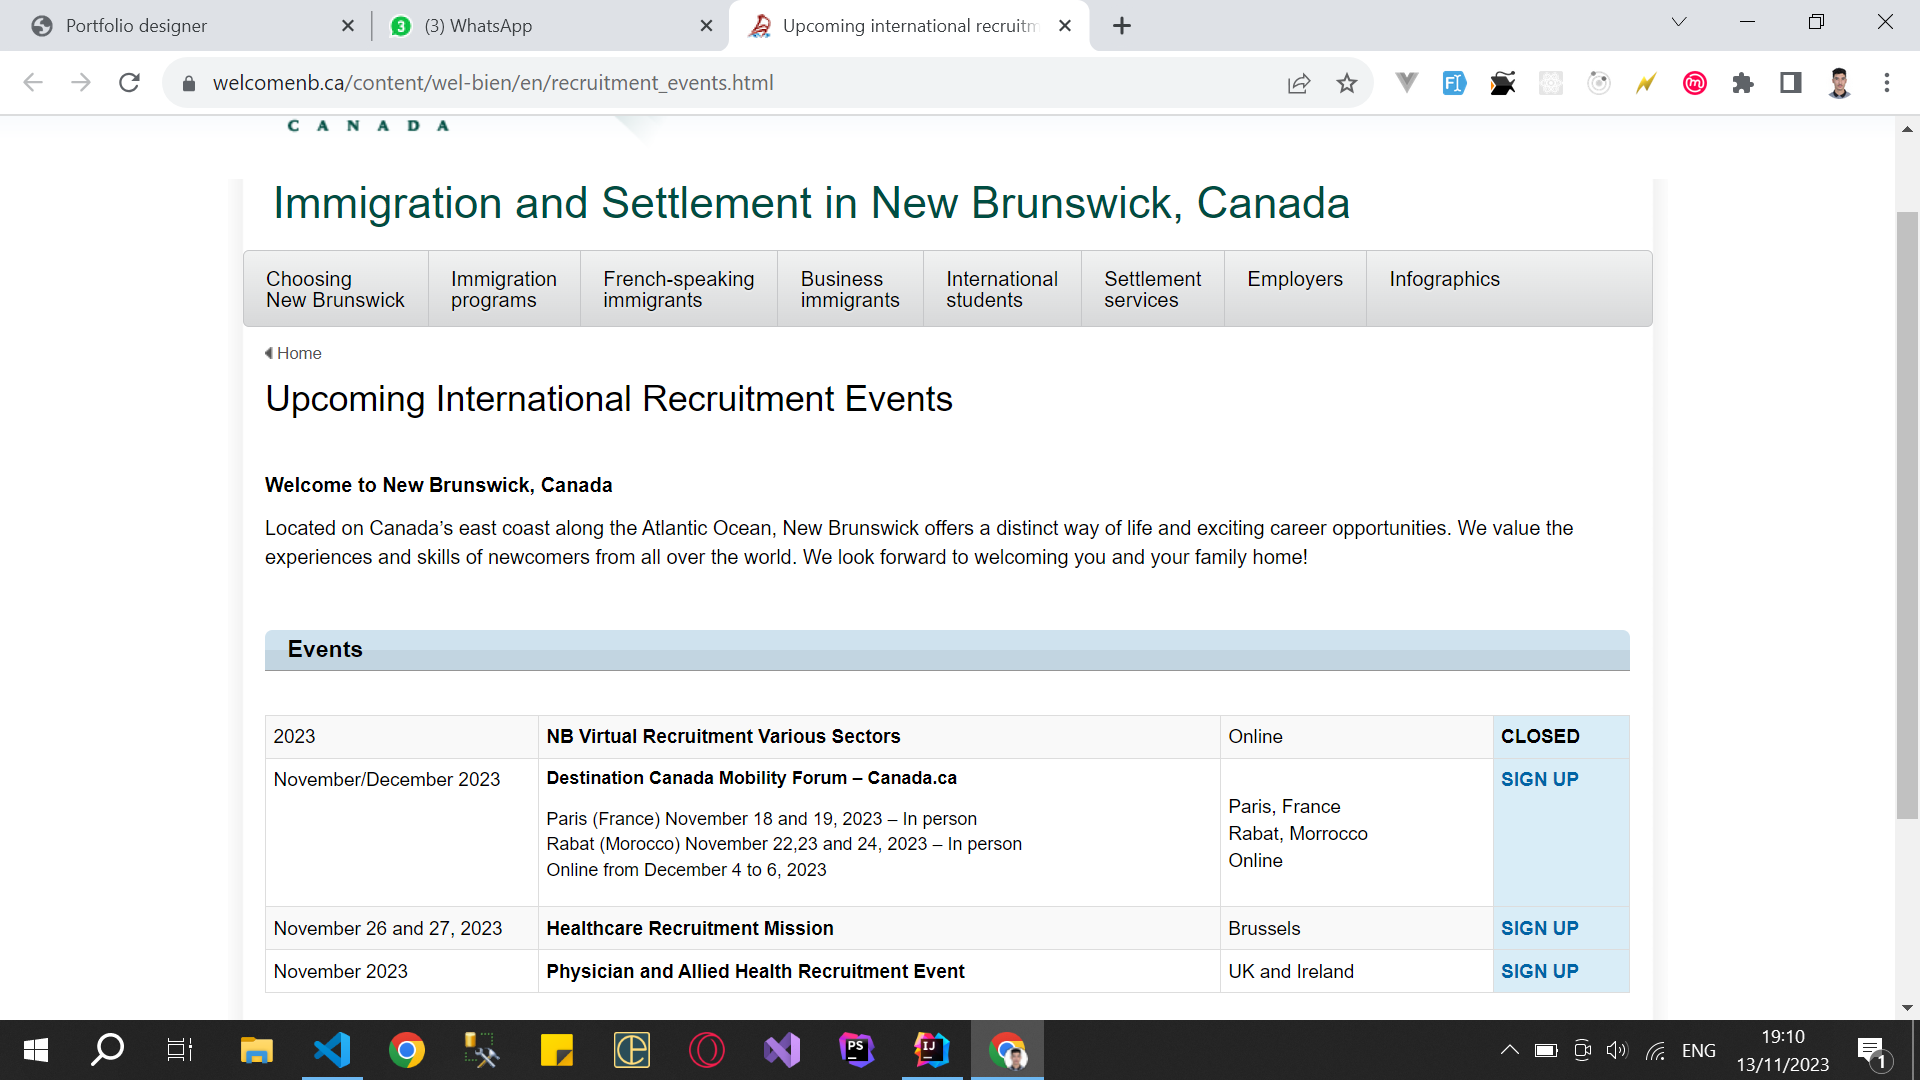 Portfolio designer
(3) WhatsApp
Upcoming international recruitm
welcomenb.ca/content/wel-bien/en/recruitment_events.html
CANADA
Immigration and Settlement in New Brunswick, Canada
Choosing
New Brunswick
Immigration
programs
French-speaking
immigrants
Business
immigrants
International
students
Settlement
services
Employers
Infographics
Home
Upcoming International Recruitment Events
Welcome to New Brunswick, Canada
Located on Canada’s east coast along the Atlantic Ocean, New Brunswick offers a distinct way of life and exciting career opportunities. We value the
experiences and skills of newcomers from all over the world. We look forward to welcoming you and your family home!
Events
2023
NB Virtual Recruitment Various Sectors
Online
CLOSED
November/December 2023
Destination Canada Mobility Forum – Canada.ca
Paris (France) November 18 and 19, 2023 – In person
Rabat (Morocco) November 22,23 and 24, 2023 – In person
Online from December 4 to 6, 2023
Paris, France
Rabat, Morrocco
Online
SIGN UP
November 26 and 27, 2023
Healthcare Recruitment Mission
Brussels
SIGN UP
November 2023
Physician and Allied Health Recruitment Event
UK and Ireland
SIGN UP
PS
IJ
ENG
19:10
13/11/2023
1